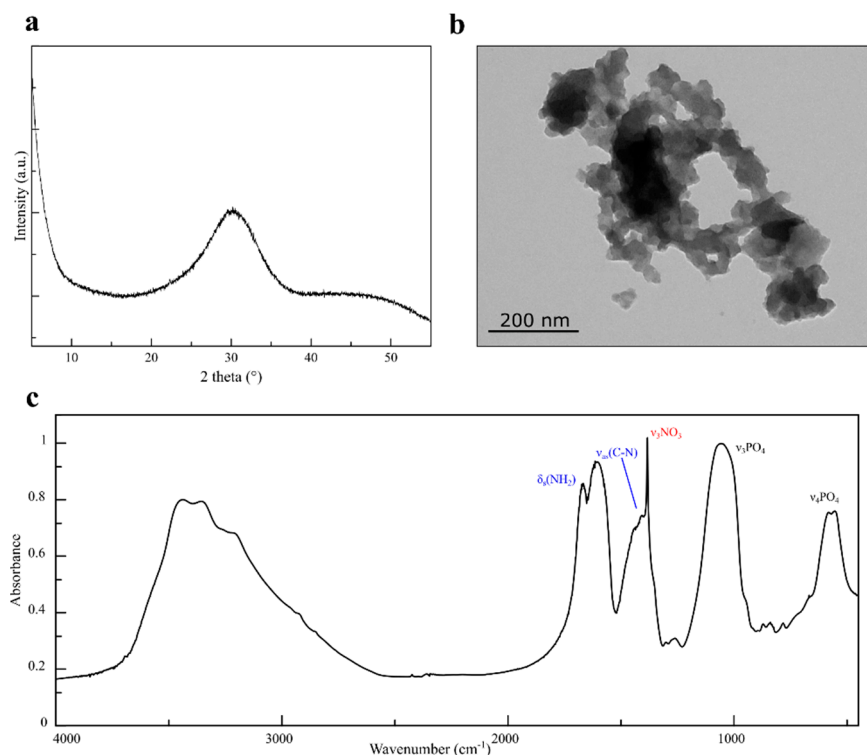 a
Intensity (a.u.)
10 20 30 40 50
2 theta (°)
b
200 nm
c
Absorbance
1
0.8
0.6
0.4
0.2
0
δs(NH2)
νas(C-N)
ν3NO3
ν3PO4
ν4PO4
4000 3000 2000 1000
Wavenumber (cm-1)